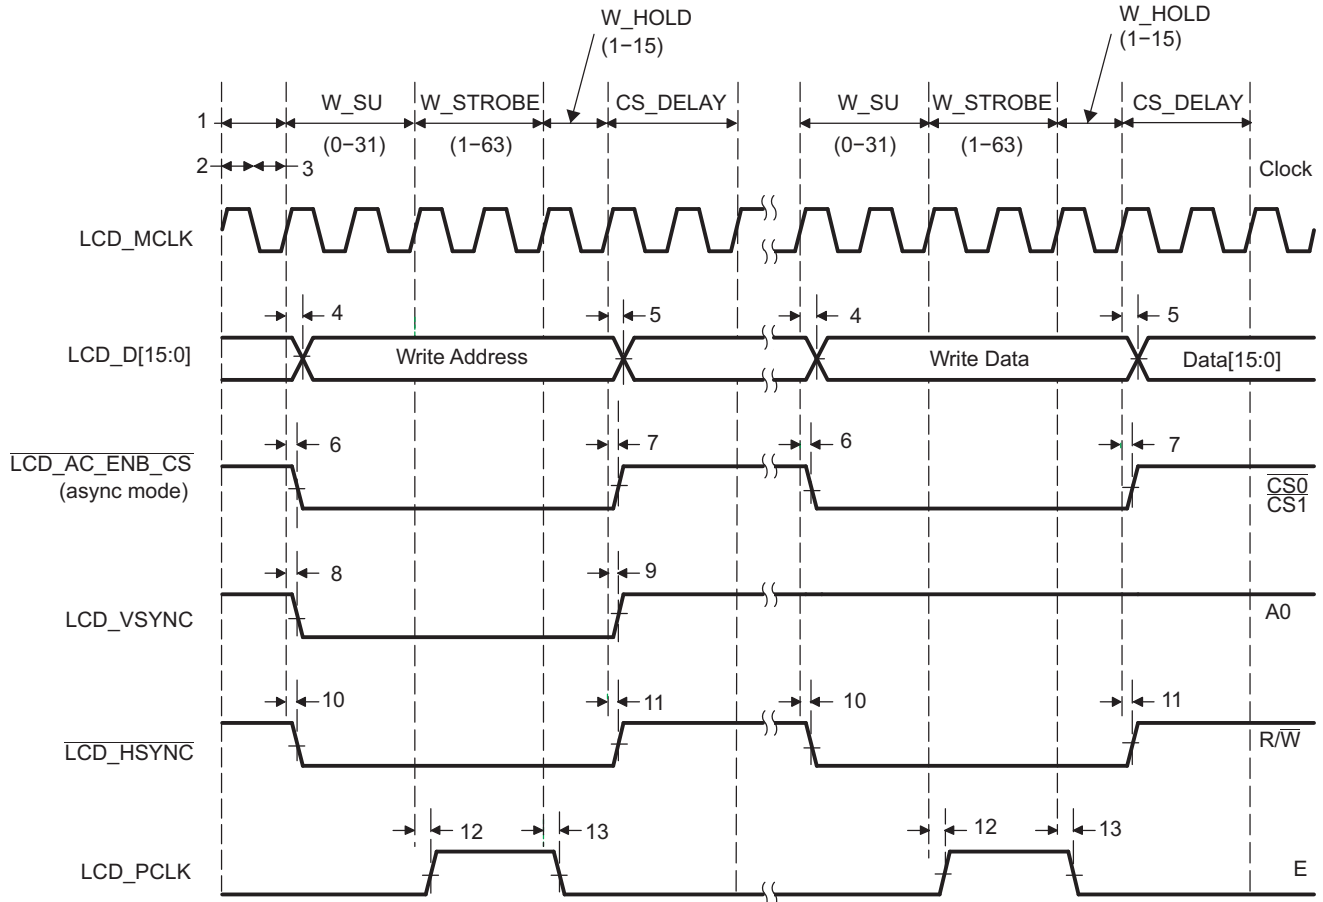 W_HOLD
(1−15)
W_HOLD
(1−15)
W_SU
W_STROBE
CS_DELAY
W_SU
W_STROBE
CS_DELAY
1
(0−31)
(1−63)
(0−31)
(1−63)
2
3
Clock
LCD_MCLK
4
5
4
5
LCD_D[15:0]
Write Address
Write Data
Data[15:0]
6
7
6
7
LCD_AC_ENB_CS
(async mode)
CS0
CS1
8
9
LCD_VSYNC
A0
10
11
10
11
LCD_HSYNC
R/W
12
13
12
13
LCD_PCLK
E